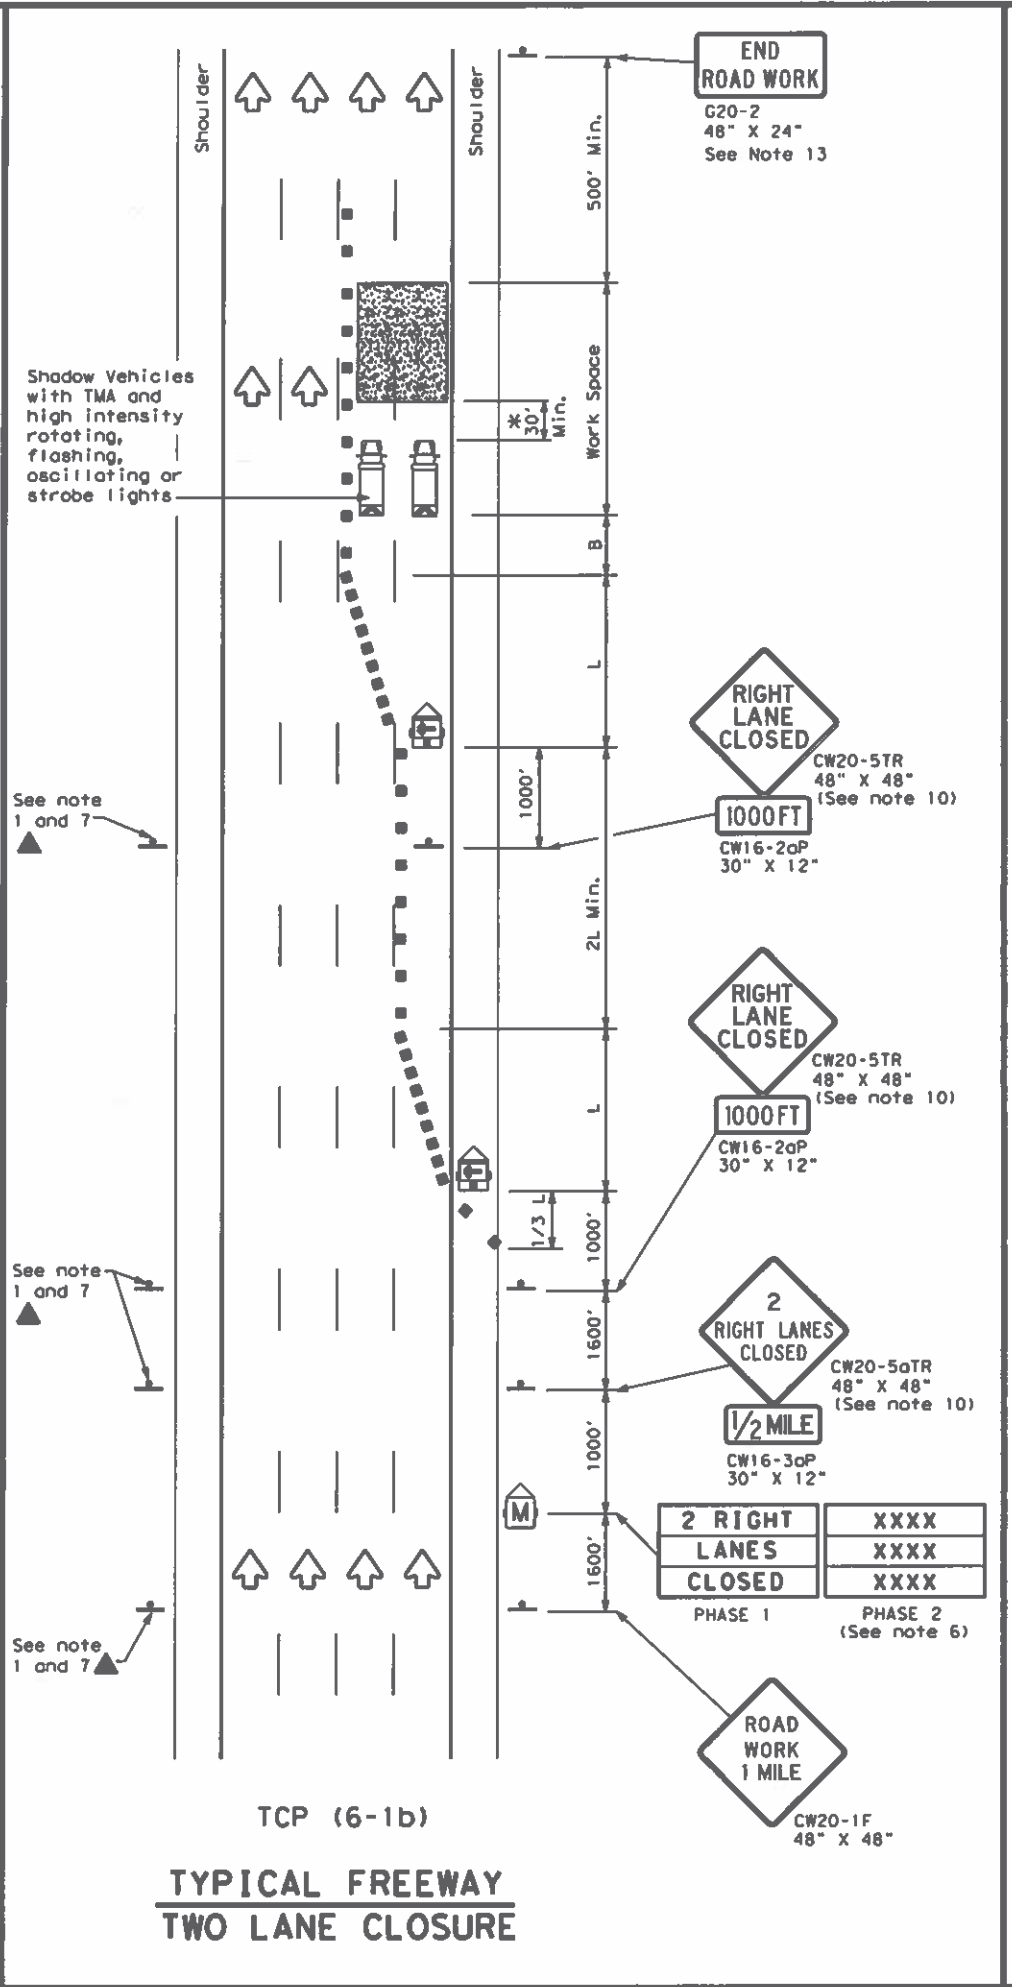 Shoulder
Shoulder
END
ROAD WORK
G20-2
48" X 24"
See Note 13
500' Min.
Shadow Vehicles
with TMA and
high intensity
rotating,
flashing,
oscillating or
strobe lights
*
30'
Min.
Work Space
B
L
RIGHT
LANE
CLOSED
CW20-5TR
48" X 48"
(See note 10)
1000 FT
CW16-2aP
30" X 12"
See note
1 and 7
1000'
2L Min.
RIGHT
LANE
CLOSED
CW20-5TR
48" X 48"
(See note 10)
1000 FT
CW16-2aP
30" X 12"
L
1/3 L
1000'
See note
1 and 7
1600'
2
RIGHT LANES
CLOSED
CW20-5aTR
48" X 48"
(See note 10)
1/2 MILE
CW16-3aP
30" X 12"
1000'
M
2 RIGHT
LANES
CLOSED
PHASE 1
XXXX
XXXX
XXXX
PHASE 2
(See note 6)
1600'
See note
1 and 7
ROAD
WORK
1 MILE
CW20-1F
48" X 48"
TCP (6-1b)
TYPICAL FREEWAY
TWO LANE CLOSURE